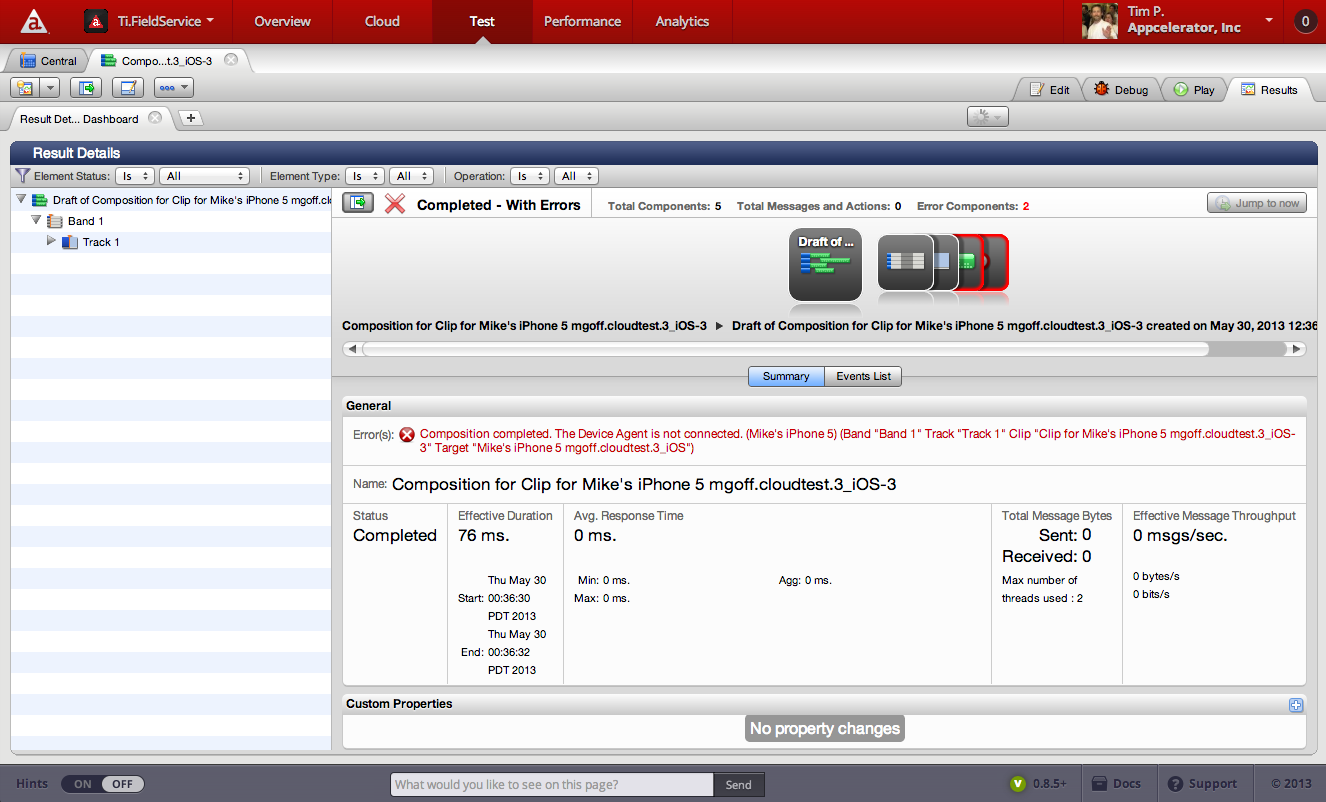 Ti.FieldService
Overview
Cloud
Test
Performance
Analytics
Tim P.
Appcelerator, Inc
0
Central
Compo...t.3_iOS-3
Edit
Debug
Play
Results
Result Det... Dashboard
Result Details
Element Status: Is All Element Type: Is All Operation: Is All
Draft of Composition for Clip for Mike's iPhone 5 mgoff.cl
Band 1
Track 1
Completed - With Errors
Total Components: 5
Total Messages and Actions: 0
Error Components: 2
Jump to now
Draft of ...
Composition for Clip for Mike's iPhone 5 mgoff.cloudtest.3_iOS-3
Draft of Composition for Clip for Mike's iPhone 5 mgoff.cloudtest.3_iOS-3 created on May 30, 2013 12:36
Summary
Events List
General
Error(s): Composition completed. The Device Agent is not connected. (Mike's iPhone 5) (Band "Band 1" Track "Track 1" Clip "Clip for Mike's iPhone 5 mgoff.cloudtest.3_iOS-
3" Target "Mike's iPhone 5 mgoff.cloudtest.3_iOS")
Name: Composition for Clip for Mike's iPhone 5 mgoff.cloudtest.3_iOS-3
Status
Completed
Effective Duration
76 ms.
Thu May 30
Start: 00:36:30
PDT 2013
Thu May 30
End: 00:36:32
PDT 2013
Avg. Response Time
0 ms.
Min: 0 ms.
Max: 0 ms.
Agg: 0 ms.
Total Message Bytes
Sent: 0
Received: 0
Max number of
threads used : 2
Effective Message Throughput
0 msgs/sec.
0 bytes/s
0 bits/s
Custom Properties
No property changes
Hints
ON
OFF
What would you like to see on this page?
Send
0.8.5+
Docs
Support
© 2013